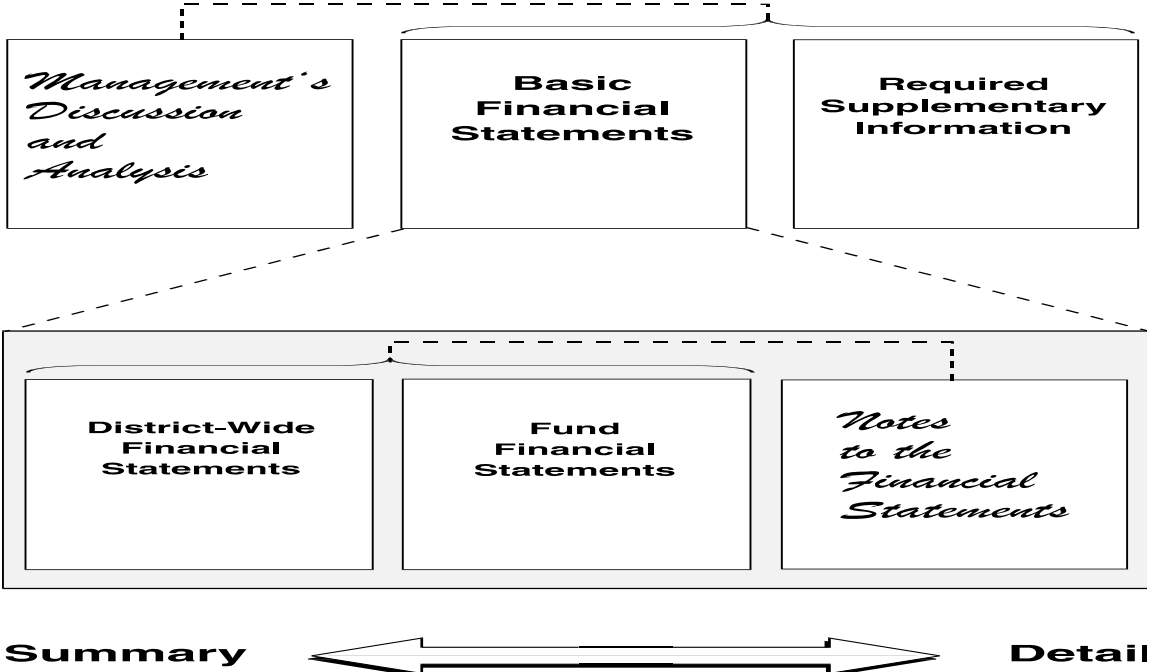 Management's
Discussion
and
Analysis
Basic
Financial
Statements
Required
Supplementary
Information
District-Wide
Financial
Statements
Fund
Financial
Statements
Notes
to the
Financial
Statements
Summary
Detail